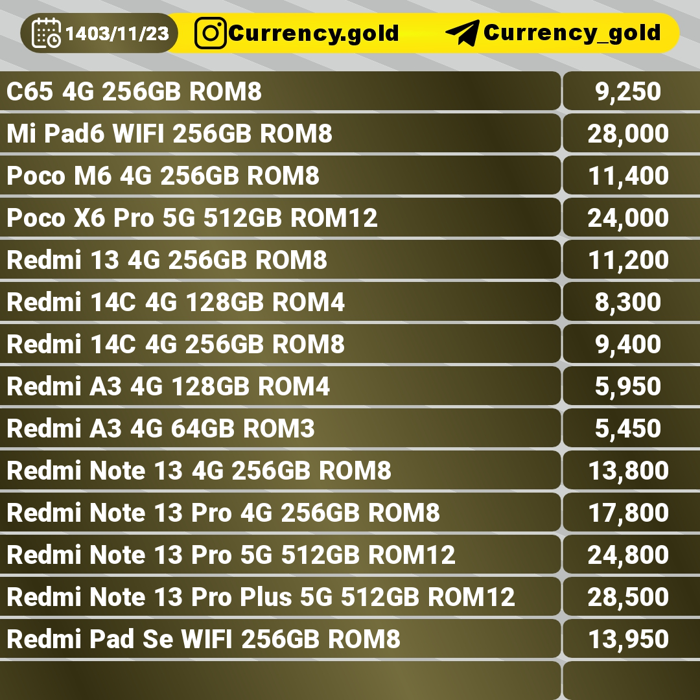 1403/11/23 Currency.gold Currency_gold
C65 4G 256GB ROM8 9,250
Mi Pad6 WIFI 256GB ROM8 28,000
Poco M6 4G 256GB ROM8 11,400
Poco X6 Pro 5G 512GB ROM12 24,000
Redmi 13 4G 256GB ROM8 11,200
Redmi 14C 4G 128GB ROM4 8,300
Redmi 14C 4G 256GB ROM8 9,400
Redmi A3 4G 128GB ROM4 5,950
Redmi A3 4G 64GB ROM3 5,450
Redmi Note 13 4G 256GB ROM8 13,800
Redmi Note 13 Pro 4G 256GB ROM8 17,800
Redmi Note 13 Pro 5G 512GB ROM12 24,800
Redmi Note 13 Pro Plus 5G 512GB ROM12 28,500
Redmi Pad Se WIFI 256GB ROM8 13,950